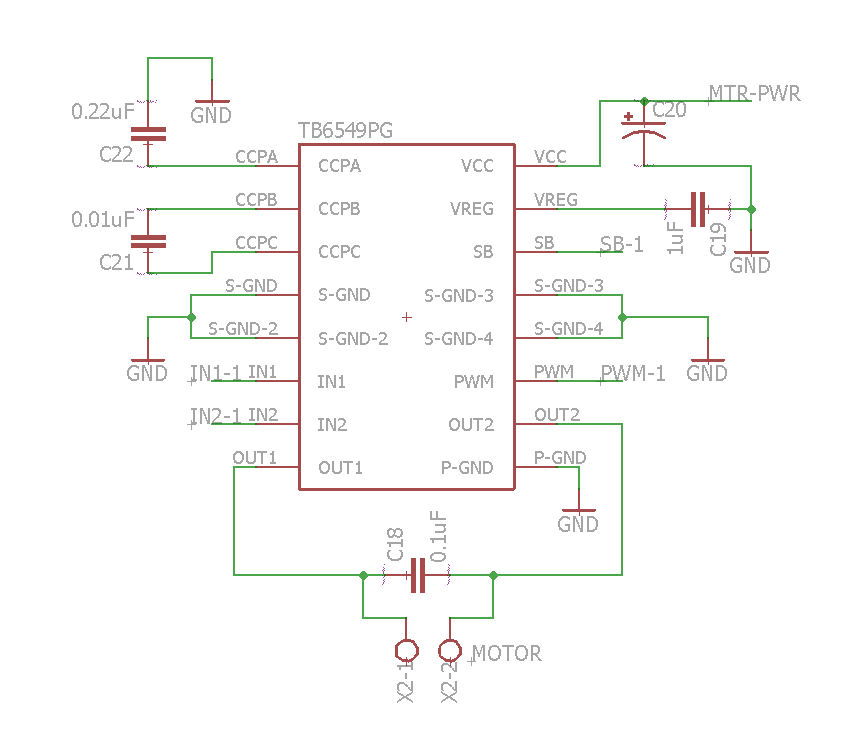 0.22uF
GND
C22
TB6549PG
MTR-PWR
C20
CCPA
CCPA
VCC
VCC
0.01uF
CCPB
CCPB
VREG
VREG
1uF
C19
C21
CCPC
CCPC
SB
SB
SB-1
GND
S-GND
S-GND
S-GND-3
S-GND-3
S-GND-2
S-GND-2
S-GND-4
S-GND-4
GND
GND
IN1-1
IN1
IN1
PWM
PWM
PWM-1
IN2-1
IN2
IN2
OUT2
OUT2
OUT1
OUT1
P-GND
P-GND
GND
C18
0.1uF
X2-1
X2-2
MOTOR